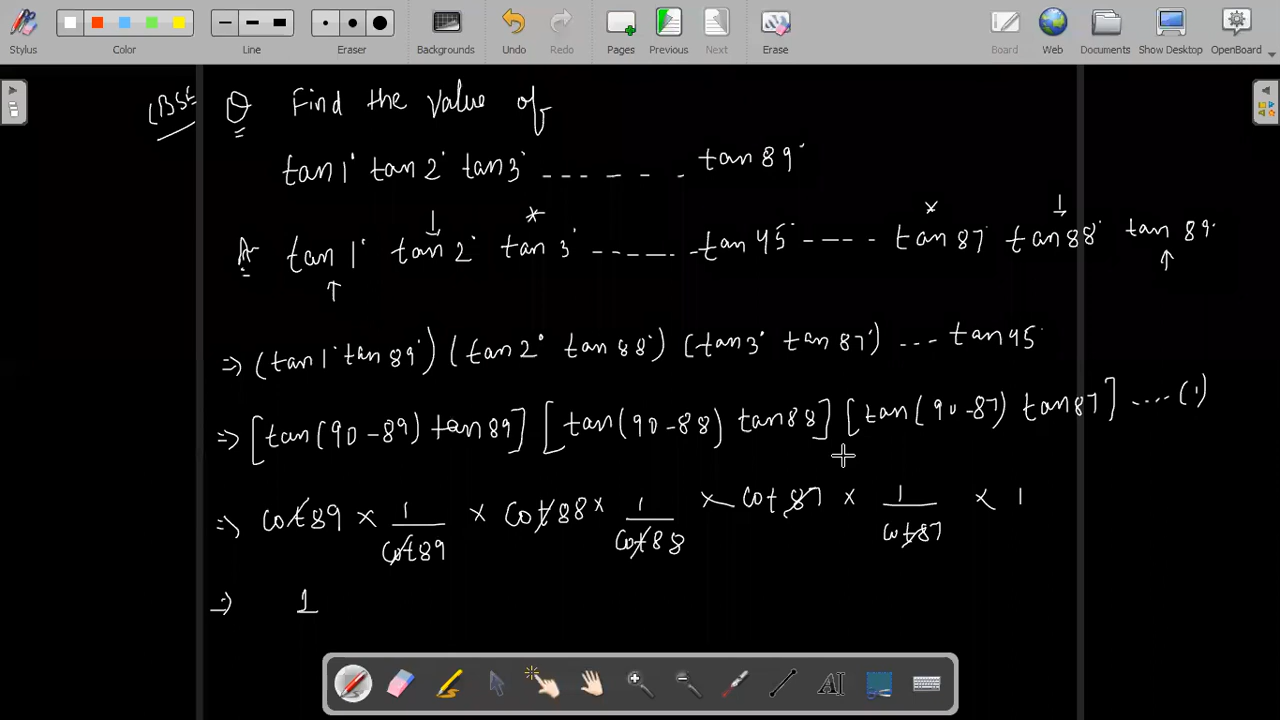 Stylus Color Line Eraser Backgrounds Undo Redo Pages Previous Next Erase Board Web Documents Show Desktop OpenBoard
CBSE Q Find the value of
tan 1° tan 2° tan 3° ------- tan 89°
A tan 1° tan 2° tan 3° ------- tan 45° ---- tan 87° tan 88° tan 89°
=> (tan 1° tan 89°) (tan 2° tan 88°) (tan 3° tan 87°) --- tan 45°
=> [tan(90-89) tan 89] [tan(90-88) tan 88] [tan(90-87) tan 87] ....(1)
=> cot 89 × 1/cot 89 × cot 88 × 1/cot 88 × cot 87 × 1/cot 87 × 1
=> 1